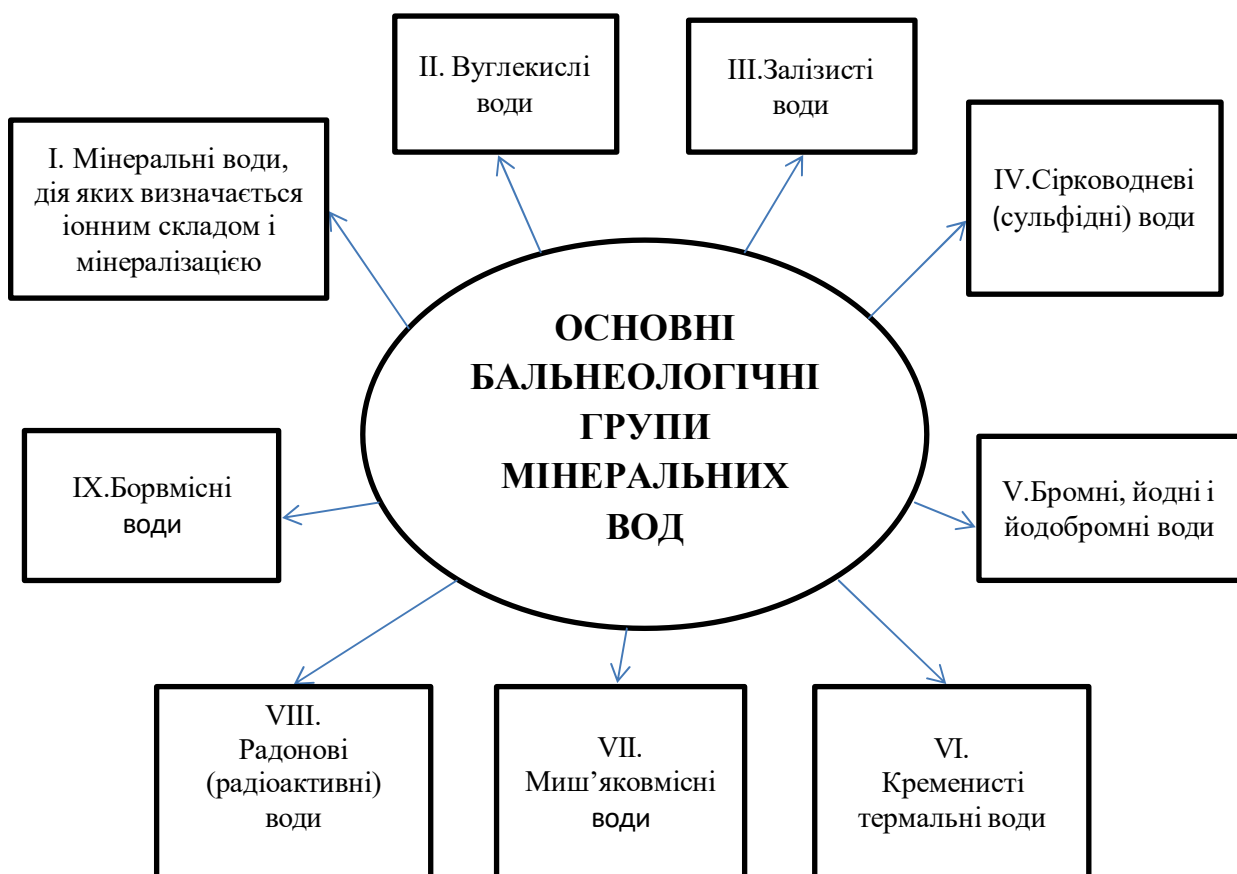 І. Мінеральні води,
дія яких визначається
іонним складом і
мінералізацією
ІІ. Вуглекислі
води
ІІІ.Залізисті
води
IV.Сірководневі
(сульфідні) води
ОСНОВНІ
БАЛЬНЕОЛОГІЧНІ
ГРУПИ
МІНЕРАЛЬНИХ
ВОД
V.Бромні, йодні і
йодобромні води
VI.
Кременисті
термальні води
VII.
Миш’яковмісні
води
VIII.
Радонові
(радіоактивні)
води
IX.Борвмісні
води